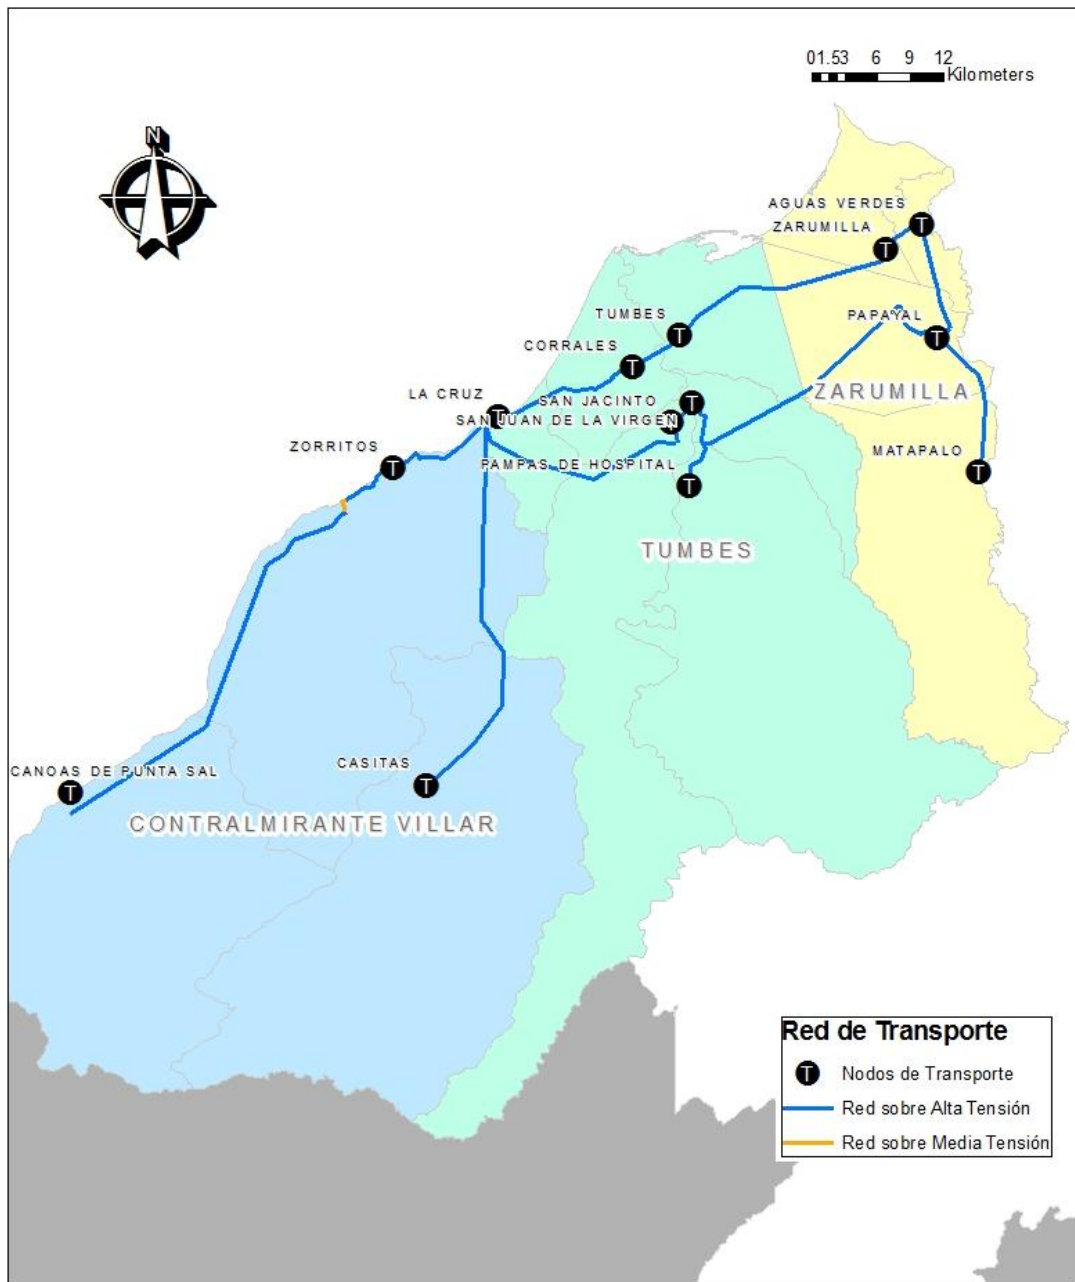 01.53 6 9 12
Kilometers
N
AGUAS VERDES
T
ZARUMILLA
T
TUMBES
T
PAPAYAL
T
CORRALES
T
ZARUMILLA
LA CRUZ
T
SAN JACINTO
T
SAN JUAN DE LA VIRGEN
T
ZORRITOS
T
MATAPALO
T
PAMPAS DE HOSPITAL
T
TUMBES
CASITAS
T
CANOAS DE PUNTA SAL
T
CONTRALMIRANTE VILLAR
Red de Transporte
T Nodos de Transporte
Red sobre Alta Tensión
Red sobre Media Tensión